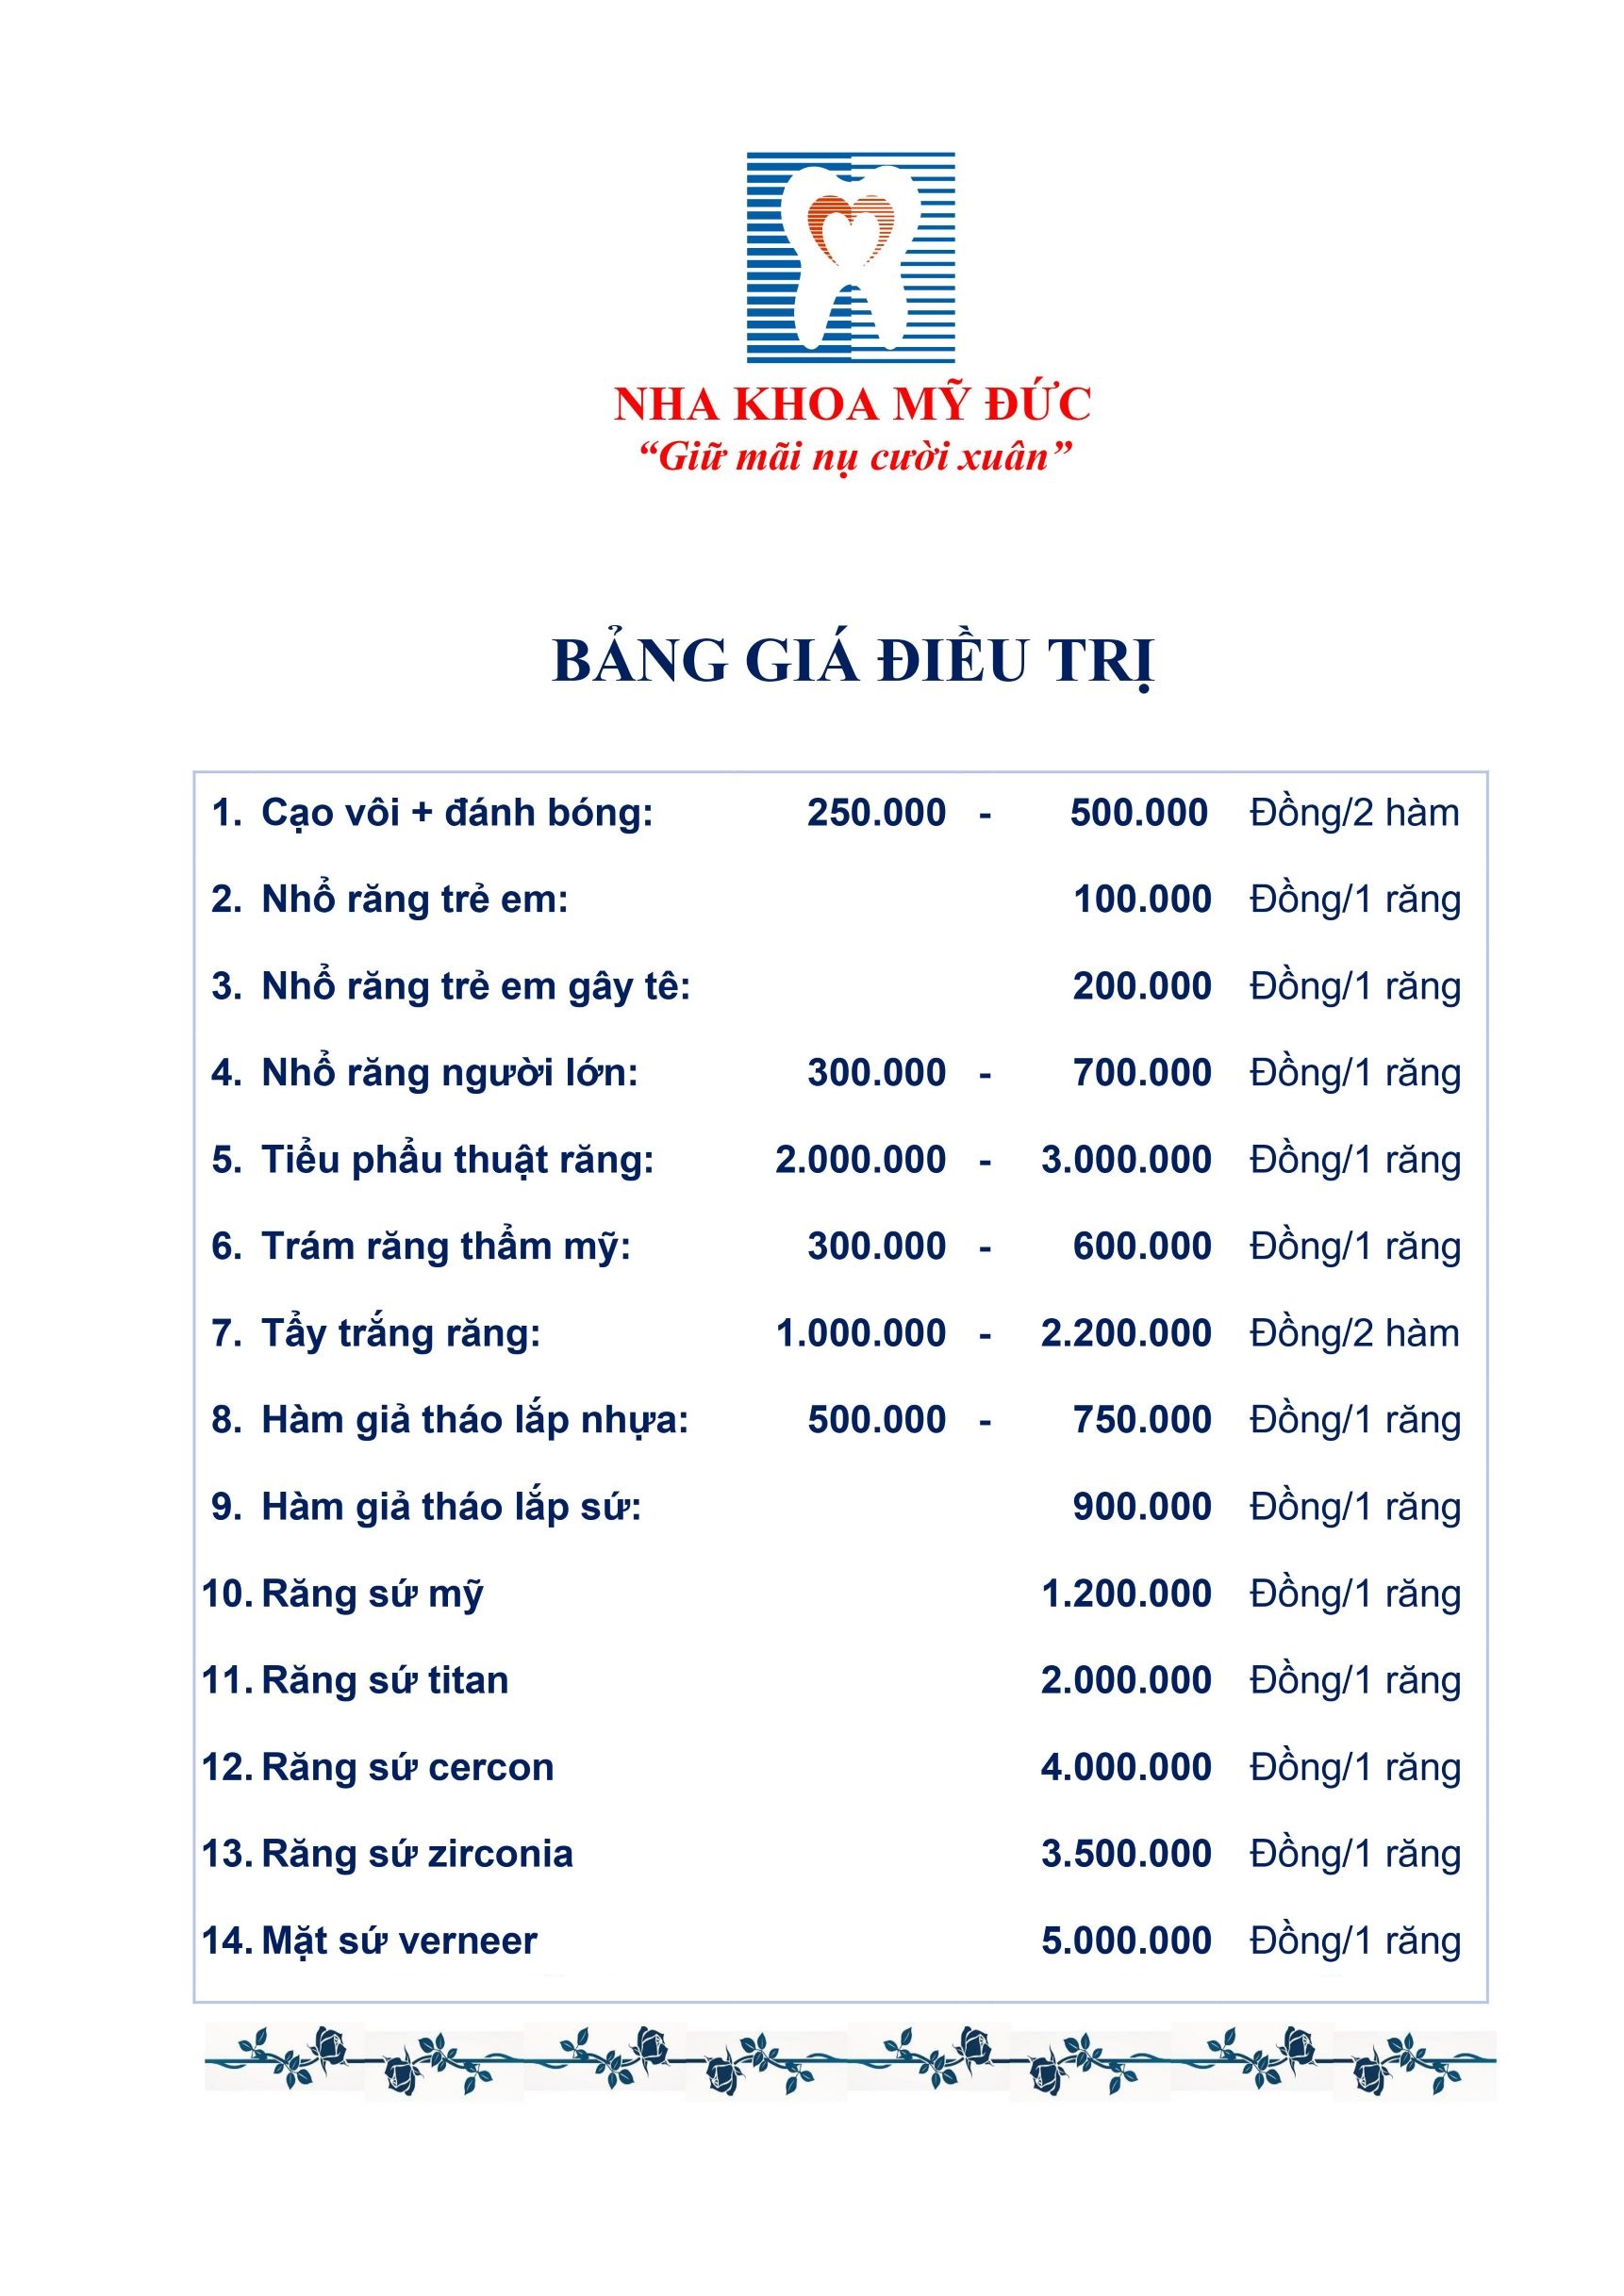 NHA KHOA MỸ ĐỨC
“Giữ mãi nụ cười xuân”
BẢNG GIÁ ĐIỀU TRỊ
1. Cạo vôi + đánh bóng: 250.000 - 500.000 Đồng/2 hàm
2. Nhổ răng trẻ em: 100.000 Đồng/1 răng
3. Nhổ răng trẻ em gây tê: 200.000 Đồng/1 răng
4. Nhổ răng người lớn: 300.000 - 700.000 Đồng/1 răng
5. Tiểu phẩu thuật răng: 2.000.000 - 3.000.000 Đồng/1 răng
6. Trám răng thẩm mỹ: 300.000 - 600.000 Đồng/1 răng
7. Tẩy trắng răng: 1.000.000 - 2.200.000 Đồng/2 hàm
8. Hàm giả tháo lắp nhựa: 500.000 - 750.000 Đồng/1 răng
9. Hàm giả tháo lắp sứ: 900.000 Đồng/1 răng
10. Răng sứ mỹ 1.200.000 Đồng/1 răng
11. Răng sứ titan 2.000.000 Đồng/1 răng
12. Răng sứ cercon 4.000.000 Đồng/1 răng
13. Răng sứ zirconia 3.500.000 Đồng/1 răng
14. Mặt sứ verneer 5.000.000 Đồng/1 răng